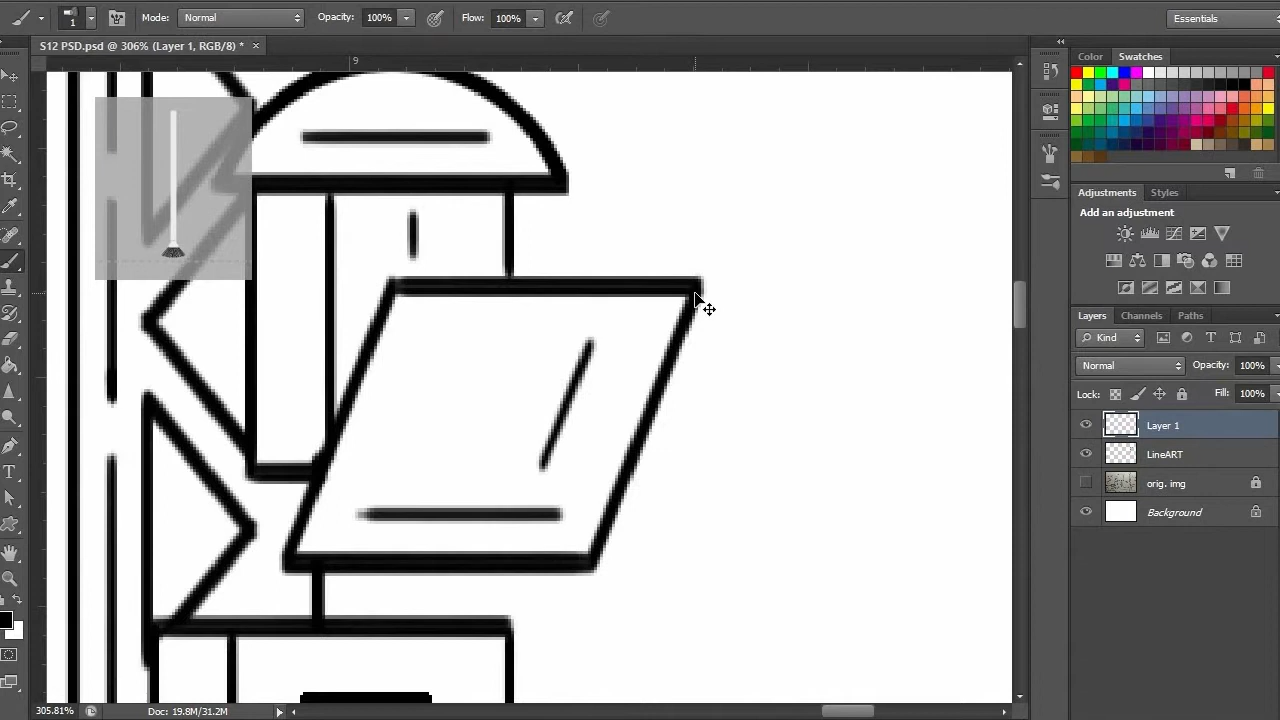 1 Mode: Normal Opacity: 100% Flow: 100% Essentials
S12 PSD.psd @ 306% (Layer 1, RGB/8) * ×
9
Color Swatches
Adjustments Styles
Add an adjustment
Layers Channels Paths
Kind
Normal Opacity: 100%
Lock: Fill: 100%
Layer 1
LineART
orig. img
Background
305.81% Doc: 19.8M/31.2M